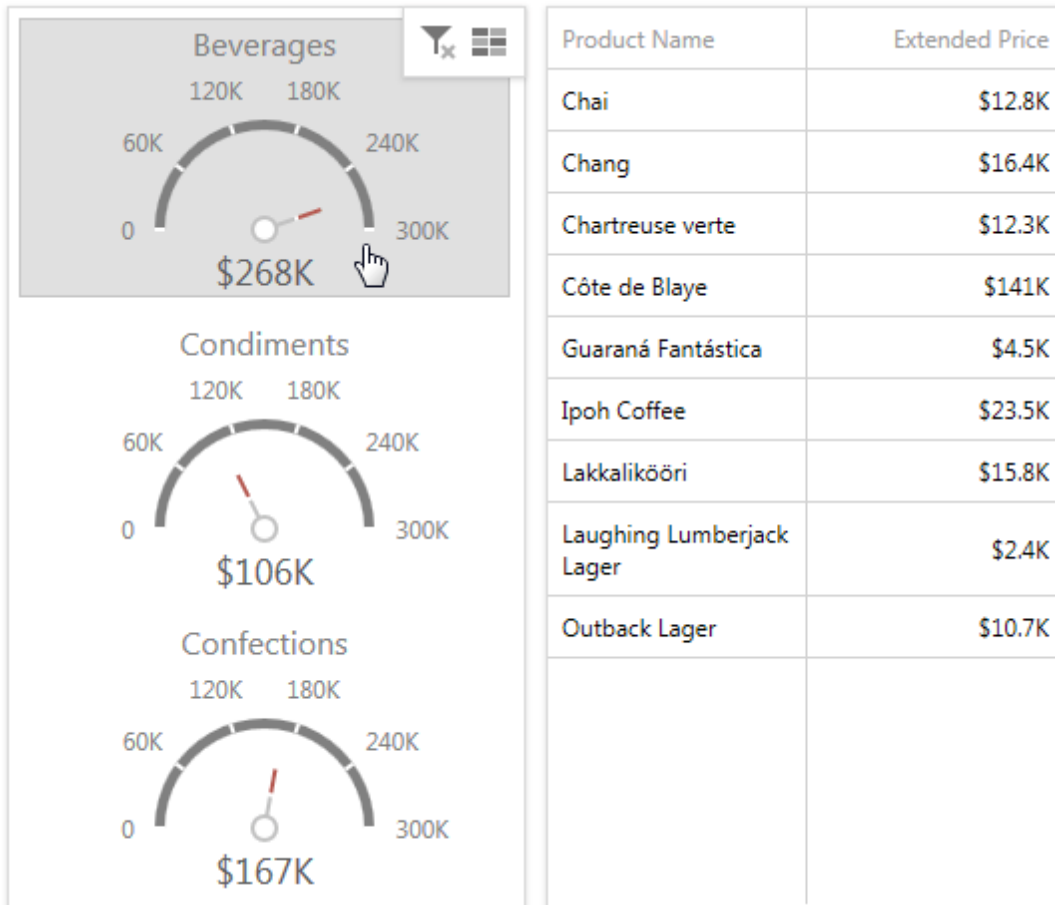 Beverages
120K 180K
60K 240K
0 300K
$268K
Condiments
120K 180K
60K 240K
0 300K
$106K
Confections
120K 180K
60K 240K
0 300K
$167K
Product Name Extended Price
Chai $12.8K
Chang $16.4K
Chartreuse verte $12.3K
Côte de Blaye $141K
Guaraná Fantástica $4.5K
Ipoh Coffee $23.5K
Lakkalikööri $15.8K
Laughing Lumberjack
Lager $2.4K
Outback Lager $10.7K